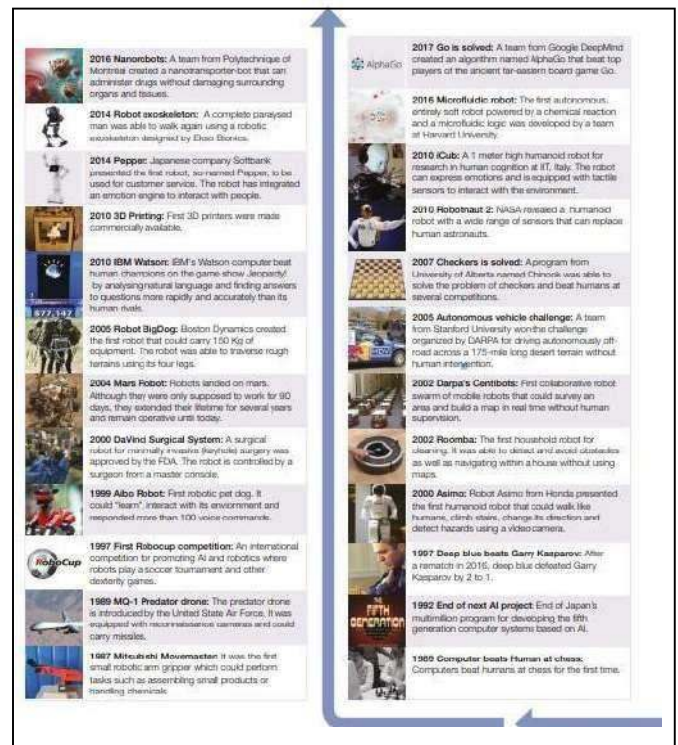 2016 Nanorobots: A team from Polytechnique of
Montreal created a nanotransporter-bot that can
administer drugs without damaging surrounding
organs and tissues.
2014 Robot exoskeleton: A complete paraysed
man was able to walk again using a robotic
exoskeleton designed by Ekso Bionics.
2014 Pepper: Japanese company Softbank
presented the first robot, so-named Pepper, to be
used for customer service. The robot has integrated
an emotion engine to interact with people.
2010 3D Printing: First 3D printers were made
commercially available.
2010 IBM Watson: IBM's Watson computer beat
human champions on the game show Jeopardy!
by analysing natural language and finding answers
to questions more rapidly and accurately than its
human rivals.
$77,147
2005 Robot BigDog: Boston Dynamics created
the first robot that could carry 150 Kg of
equipment. The robot was able to traverse rough
terrains using its four legs.
2004 Mars Robot: Robots landed on mars.
Although they were only supposed to work for 90
days, they extended their lifetime for several years
and remain operative until today.
2000 DaVind Surgical System: A surgical
robot for minimally invasive (keyhole) surgery was
approved by the FDA. The robot is controlled by a
surgeon from a master console.
1999 Aibo Robot: First robotic pet dog. It
could "learn", interact with its enviorment and
responded more than 100 voice commands.
RoboCup
1997 First Robocup competition: An international
competition for promoting AI and robotics where
robots play a soccer tournament and other
dexterity games.
1989 MQ-1 Predator drone: The predator drone
is introduced by the United State Air Force. It was
equipped with reconnaissance cameras and could
carry missiles.
1987 Mitsubishi Movemaster: It was the first
small robotic arm gripper which could perform
tasks such as assembling small products or
handling chemicals.
AlphaGo
2017 Go is solved: A team from Google DeepMind
created an algorithm named AlphaGo that beat top
players of the ancient far-eastern board game Go.
2016 Microfluidic robot: The first autonomous,
entirely soft robot powered by a chemical reaction
and a microfluidic logic was developed by a team
at Harvard University.
2010 iCub: A 1 meter high humanoid robot for
research in human cognition at IIT, Italy. The robot
can express emotions and is equipped with tactile
sensors to interact with the environment.
2010 Robotnaut 2: NASA revealed a humanoid
robot with a wide range of sensors that can replace
human astronauts.
2007 Checkers is solved: A program from
University of Alberta named Chinook was able to
solve the problem of checkers and beat humans at
several competitions.
2005 Autonomous vehicle challenge: A team
from Stanford University won the challenge
organized by DARPA for driving autonomously off-
road across a 175-mile long desert terrain without
human intervention.
2002 Darpa's Centibots: First collaborative robot
swarm of mobile robots that could survey an
area and build a map in real time without human
supervision.
2002 Roomba: The first household robot for
cleaning. It was able to detect and avoid obstacles
as well as navigating within a house without using
maps.
2000 Asimo: Robot Asimo from Honda presented
the first humanoid robot that could walk like
humans, climb stairs, change its direction and
detect hazards using a videocamera.
1997 Deep blue beats Garry Kasparov: After
a rematch in 2016, deep blue defeated Garry
Kasparov by 2 to 1.
THE
FIFTH
GENERATION
1992 End of next AI project: End of Japan's
multimillion program for developing the fifth
generation computer systems based on AI.
1989 Computer beats Human at chess:
Computers beat humans at chess for the first time.